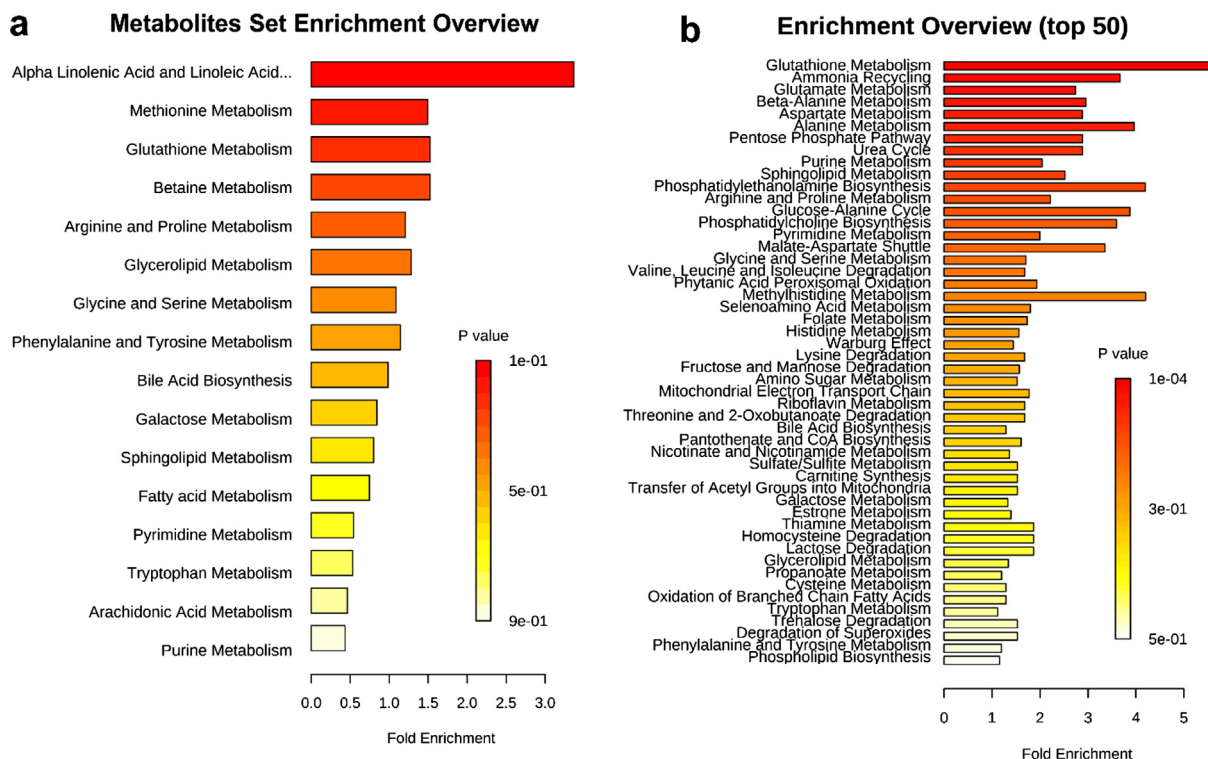 a
Metabolites Set Enrichment Overview
Alpha Linolenic Acid and Linoleic Acid...
Methionine Metabolism
Glutathione Metabolism
Betaine Metabolism
Arginine and Proline Metabolism
Glycerolipid Metabolism
Glycine and Serine Metabolism
Phenylalanine and Tyrosine Metabolism
Bile Acid Biosynthesis
Galactose Metabolism
Sphingolipid Metabolism
Fatty acid Metabolism
Pyrimidine Metabolism
Tryptophan Metabolism
Arachidonic Acid Metabolism
Purine Metabolism
P value
1e-01
5e-01
9e-01
0.0 0.5 1.0 1.5 2.0 2.5 3.0
Fold Enrichment
b
Enrichment Overview (top 50)
Glutathione Metabolism
Ammonia Recycling
Glutamate Metabolism
Beta-Alanine Metabolism
Aspartate Metabolism
Alanine Metabolism
Pentose Phosphate Pathway
Urea Cycle
Purine Metabolism
Sphingolipid Metabolism
Phosphatidylethanolamine Biosynthesis
Arginine and Proline Metabolism
Glucose-Alanine Cycle
Phosphatidylcholine Biosynthesis
Pyrimidine Metabolism
Malate-Aspartate Shuttle
Glycine and Serine Metabolism
Valine, Leucine and Isoleucine Degradation
Phytanic Acid Peroxisomal Oxidation
Methylhistidine Metabolism
Selenoamino Acid Metabolism
Folate Metabolism
Histidine Metabolism
Warburg Effect
Lysine Degradation
Fructose and Mannose Degradation
Amino Sugar Metabolism
Mitochondrial Electron Transport Chain
Riboflavin Metabolism
Threonine and 2-Oxobutanoate Degradation
Bile Acid Biosynthesis
Pantothenate and CoA Biosynthesis
Nicotinate and Nicotinamide Metabolism
Sulfate/Sulfite Metabolism
Carnitine Synthesis
Transfer of Acetyl Groups into Mitochondria
Galactose Metabolism
Estrone Metabolism
Thiamine Metabolism
Homocysteine Degradation
Lactose Degradation
Glycerolipid Metabolism
Propanoate Metabolism
Cysteine Metabolism
Oxidation of Branched Chain Fatty Acids
Tryptophan Metabolism
Trehalose Degradation
Degradation of Superoxides
Phenylalanine and Tyrosine Metabolism
Phospholipid Biosynthesis
P value
1e-04
3e-01
5e-01
0 1 2 3 4 5
Fold Enrichment